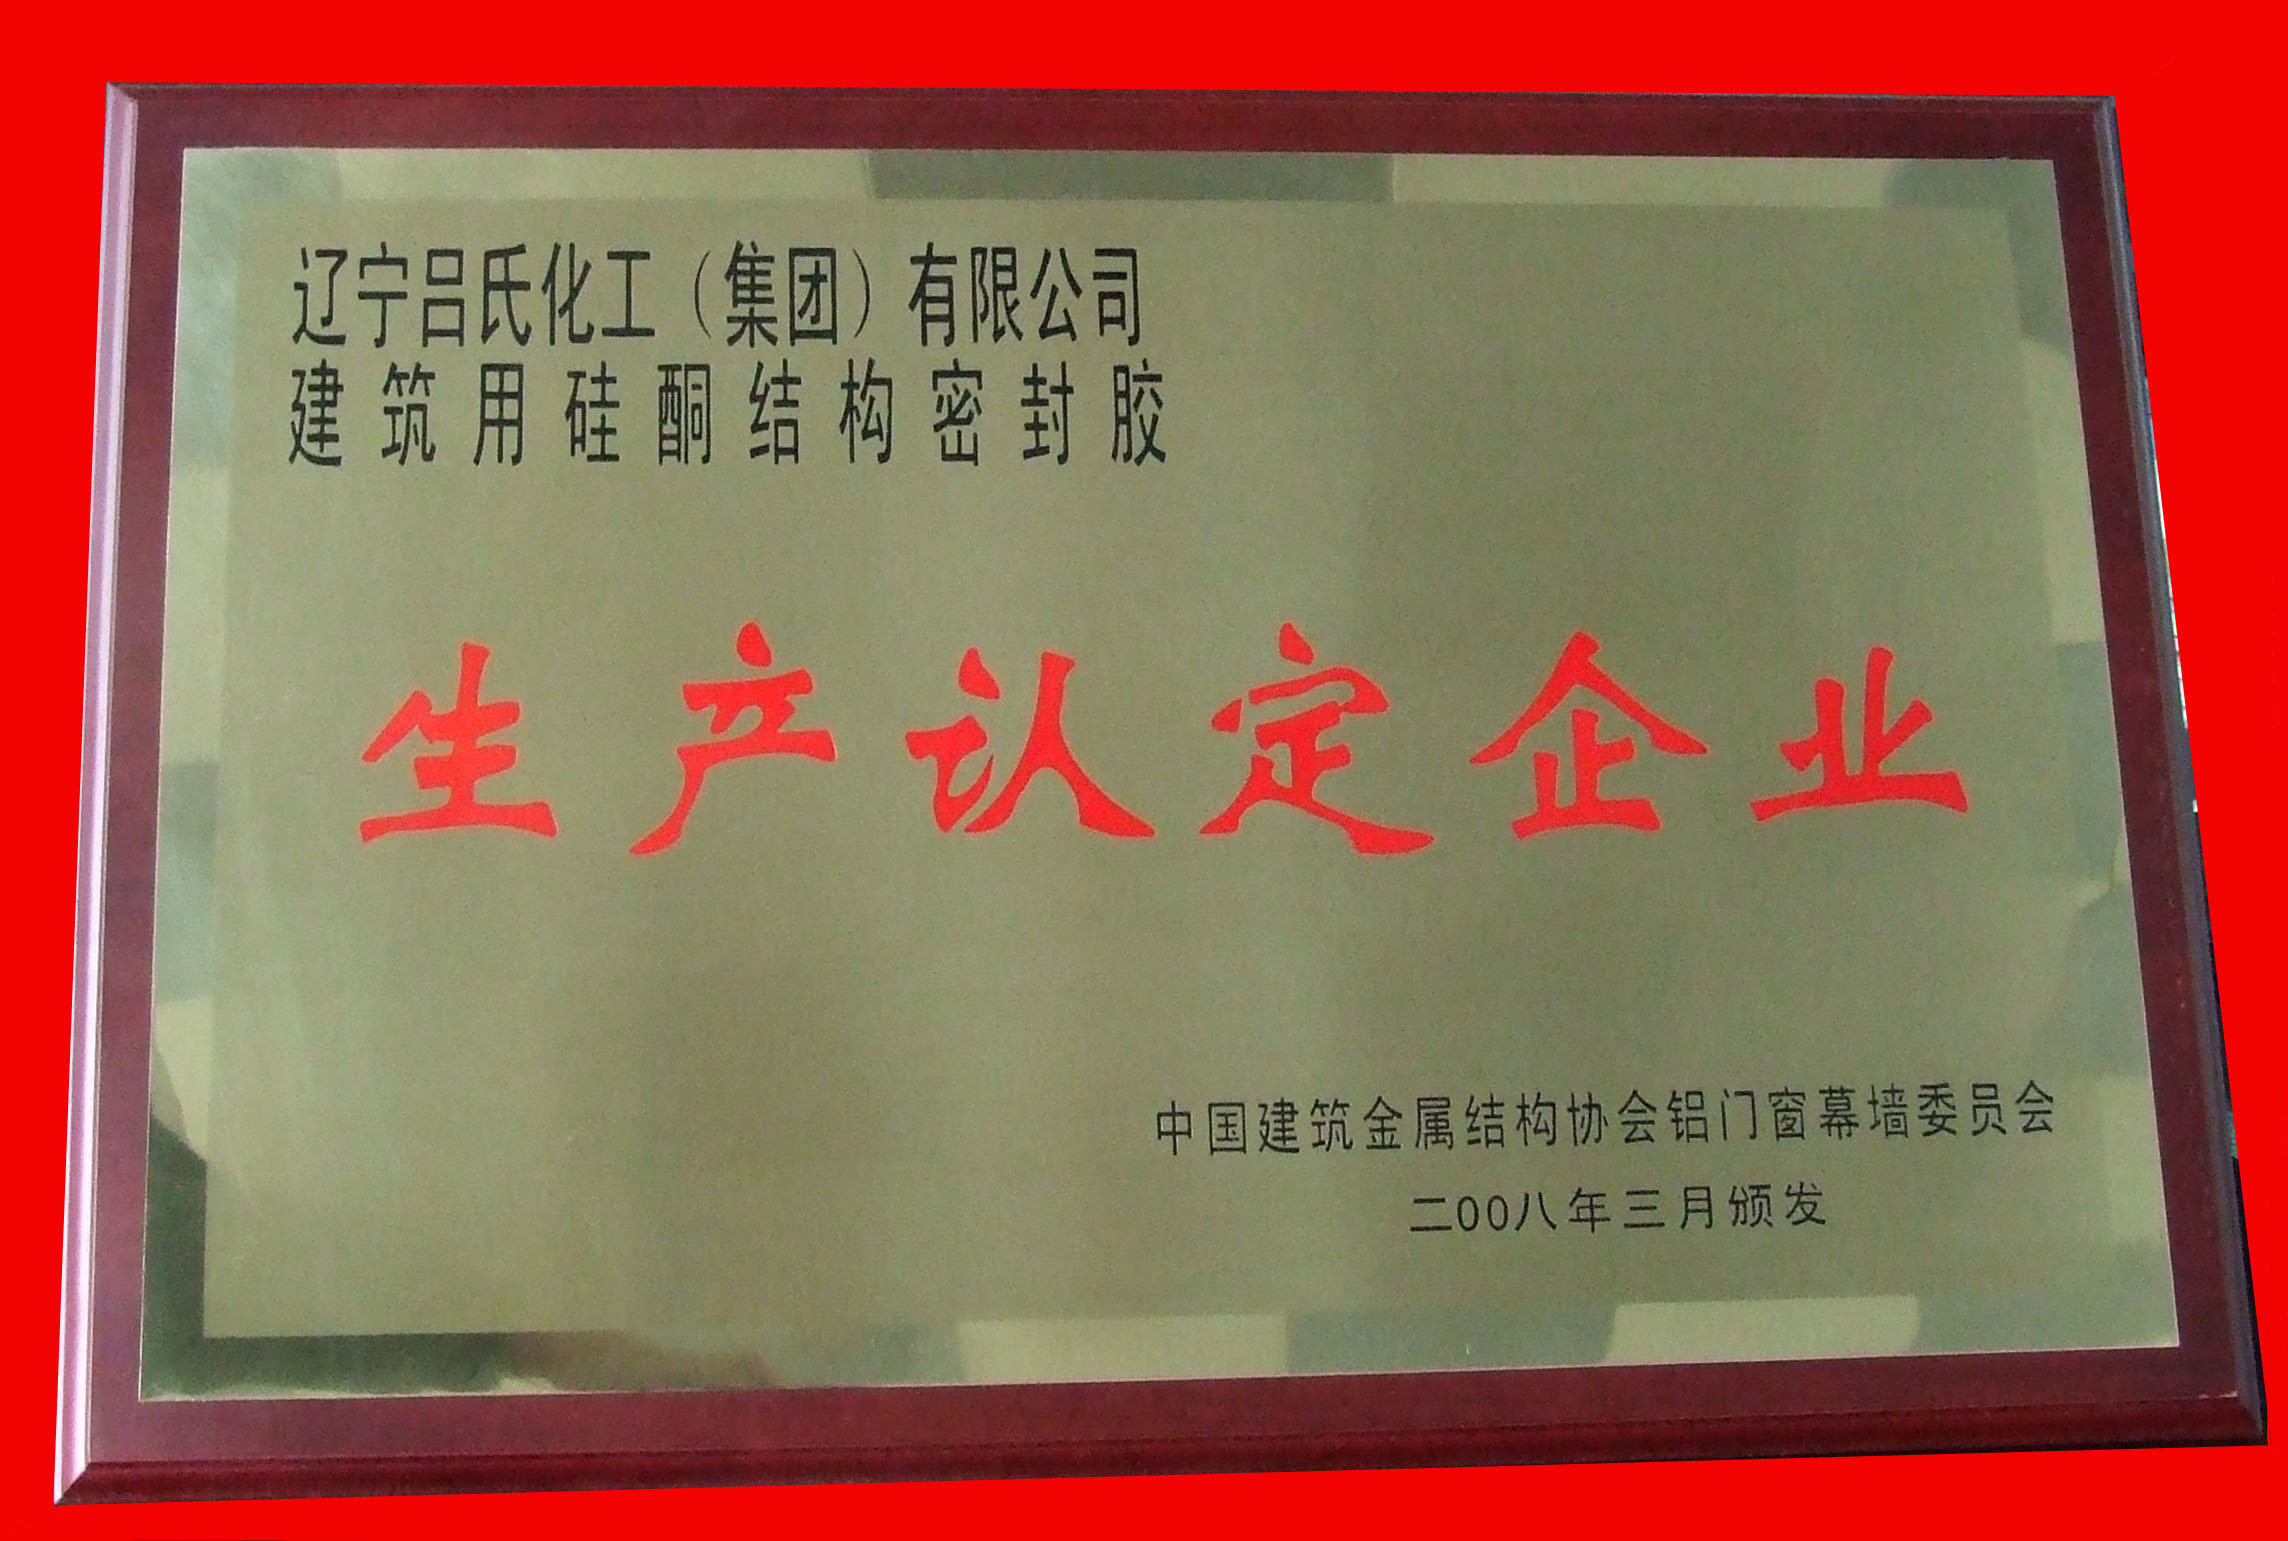 辽宁吕氏化工（集团）有限公司
建筑用硅酮结构密封胶
生产认定企业
中国建筑金属结构协会铝门窗幕墙委员会
二00八年三月颁发